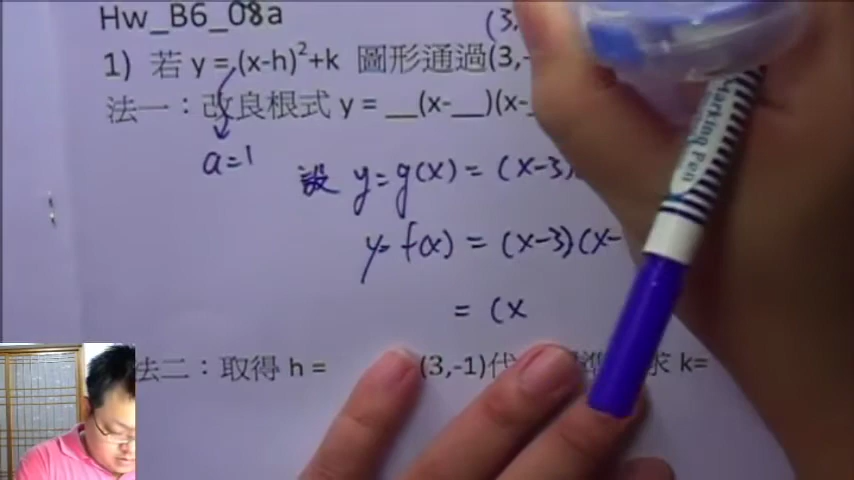 Hw_B6_08a
(3,
1) 若 y = (x-h)²+k 圖形通過(3,-
法一：改良根式 y = __(x-__)(x-
a=1
設 y=g(x) = (x-3)
y=f(x) = (x-3)(x-
= (x
法二：取得 h = (3,-1)代 求 k=
Marking Pen